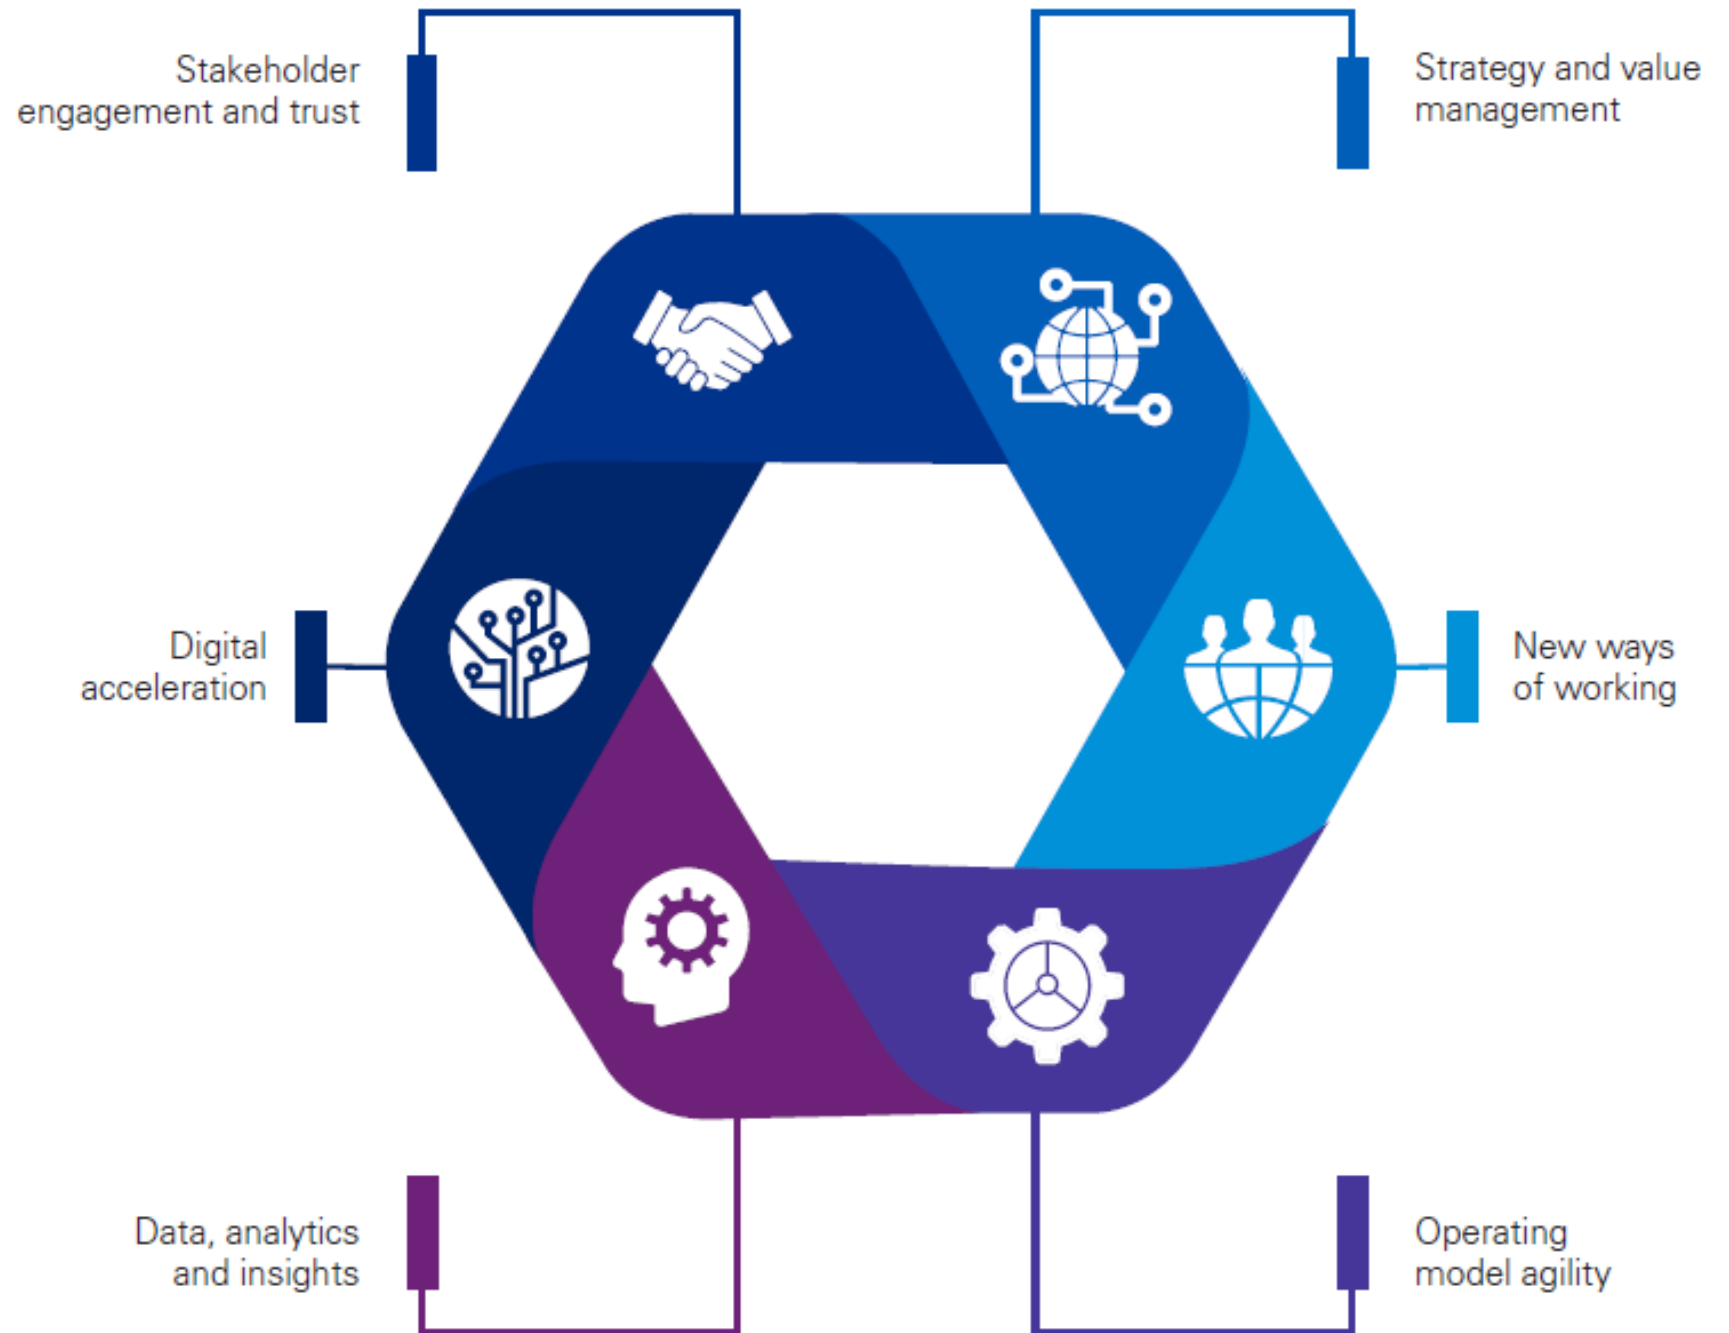 Stakeholder
engagement and trust
Strategy and value
management
Digital
acceleration
New ways
of working
Data, analytics
and insights
Operating
model agility